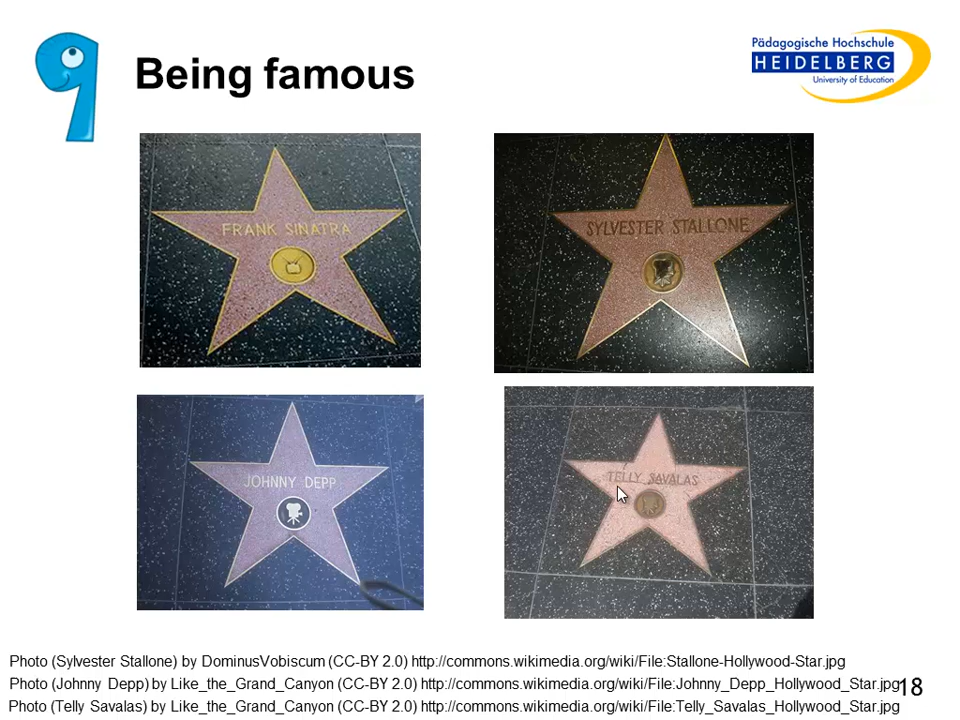 Being famous
Pädagogische Hochschule
HEIDELBERG
University of Education
FRANK SINATRA
SYLVESTER STALLONE
JOHNNY DEPP
TELLY SAVALAS
Photo (Sylvester Stallone) by DominusVobiscum (CC-BY 2.0) http://commons.wikimedia.org/wiki/File:Stallone-Hollywood-Star.jpg
Photo (Johnny Depp) by Like_the_Grand_Canyon (CC-BY 2.0) http://commons.wikimedia.org/wiki/File:Johnny_Depp_Hollywood_Star.jpg
Photo (Telly Savalas) by Like_the_Grand_Canyon (CC-BY 2.0) http://commons.wikimedia.org/wiki/File:Telly_Savalas_Hollywood_Star.jpg
18